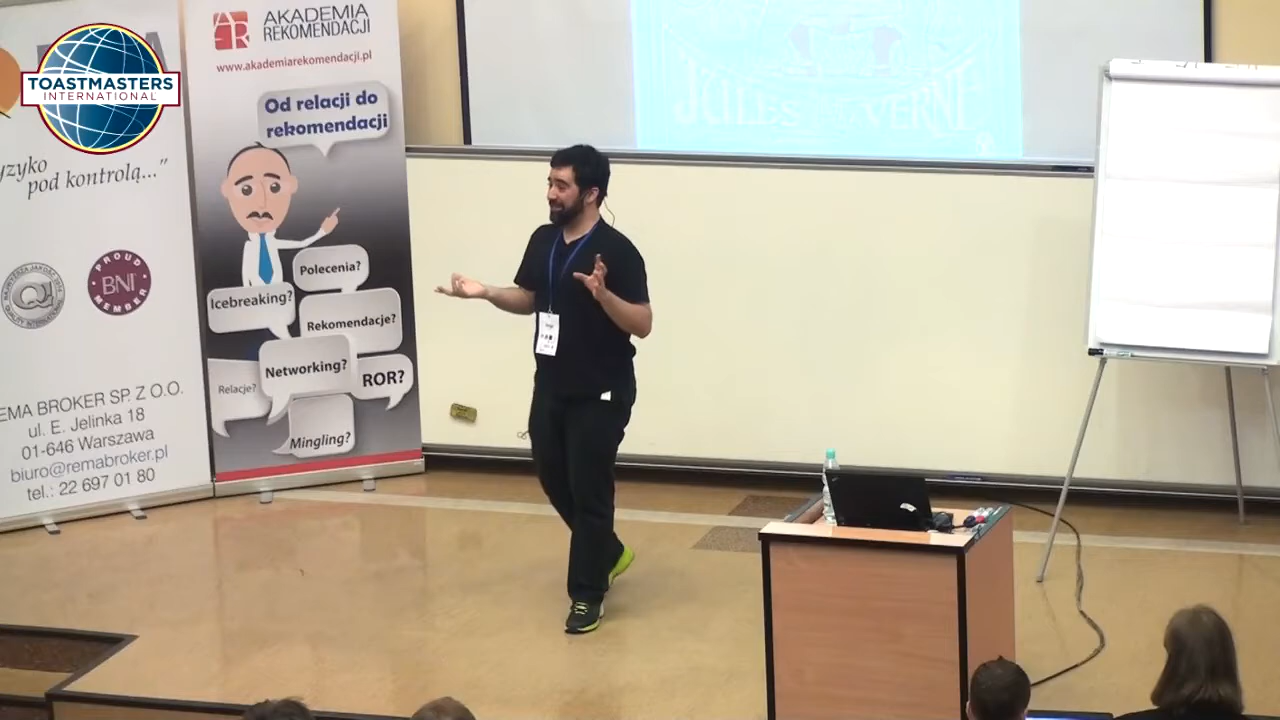 TOASTMASTERS
INTERNATIONAL
yzyko
pod kontrolą..."
PROUD
BNI
MEMBER
EMA BROKER SP. Z O.O.
ul. E. Jelinka 18
01-646 Warszawa
biuro@remabroker.pl
tel.: 22 697 01 80
AR
AKADEMIA
REKOMENDACJI
www.akademiarekomendacji.pl
Od relacji do
rekomendacji
Polecenia?
Icebreaking?
Rekomendacje?
Networking?
Relacje?
ROR?
Mingling?
JULES VERNE